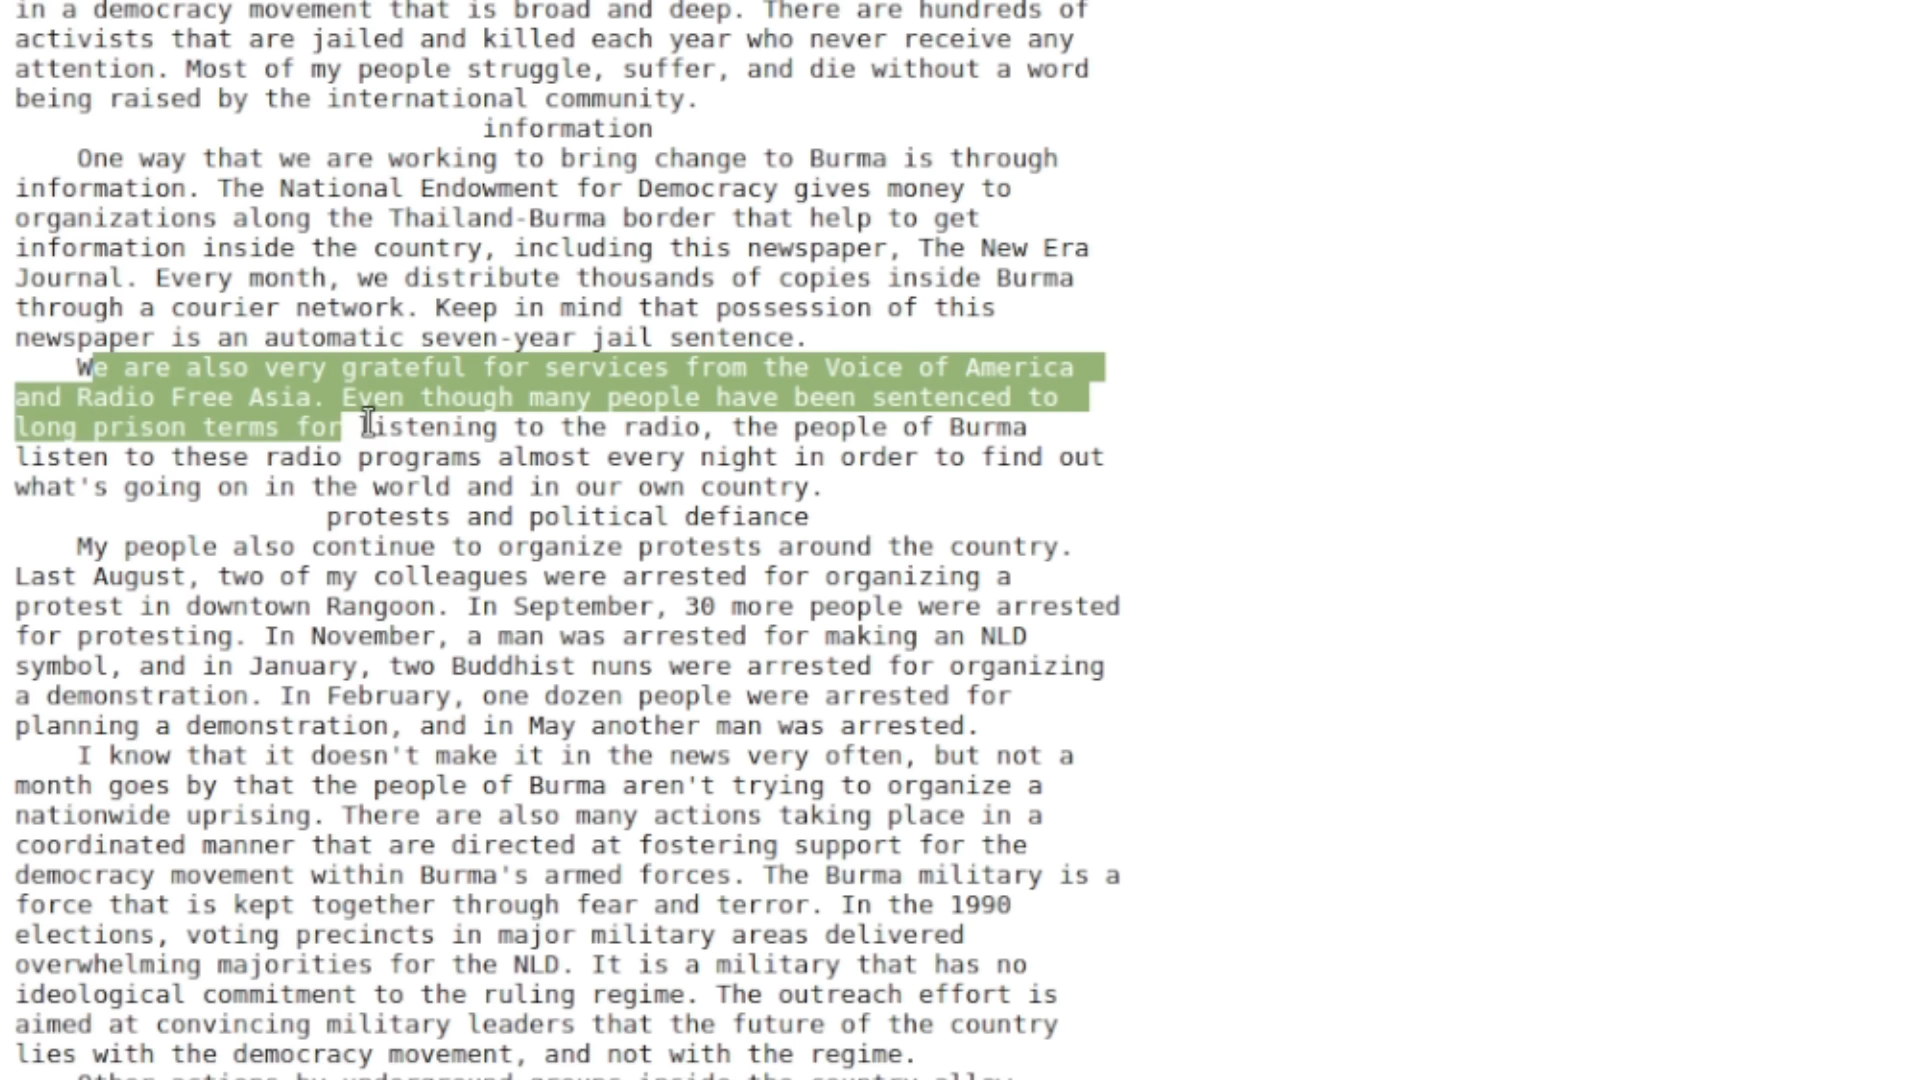 in a democracy movement that is broad and deep. There are hundreds of
activists that are jailed and killed each year who never receive any
attention. Most of my people struggle, suffer, and die without a word
being raised by the international community.
information
One way that we are working to bring change to Burma is through
information. The National Endowment for Democracy gives money to
organizations along the Thailand-Burma border that help to get
information inside the country, including this newspaper, The New Era
Journal. Every month, we distribute thousands of copies inside Burma
through a courier network. Keep in mind that possession of this
newspaper is an automatic seven-year jail sentence.
We are also very grateful for services from the Voice of America
and Radio Free Asia. Even though many people have been sentenced to
long prison terms for listening to the radio, the people of Burma
listen to these radio programs almost every night in order to find out
what's going on in the world and in our own country.
protests and political defiance
My people also continue to organize protests around the country.
Last August, two of my colleagues were arrested for organizing a
protest in downtown Rangoon. In September, 30 more people were arrested
for protesting. In November, a man was arrested for making an NLD
symbol, and in January, two Buddhist nuns were arrested for organizing
a demonstration. In February, one dozen people were arrested for
planning a demonstration, and in May another man was arrested.
I know that it doesn't make it in the news very often, but not a
month goes by that the people of Burma aren't trying to organize a
nationwide uprising. There are also many actions taking place in a
coordinated manner that are directed at fostering support for the
democracy movement within Burma's armed forces. The Burma military is a
force that is kept together through fear and terror. In the 1990
elections, voting precincts in major military areas delivered
overwhelming majorities for the NLD. It is a military that has no
ideological commitment to the ruling regime. The outreach effort is
aimed at convincing military leaders that the future of the country
lies with the democracy movement, and not with the regime.